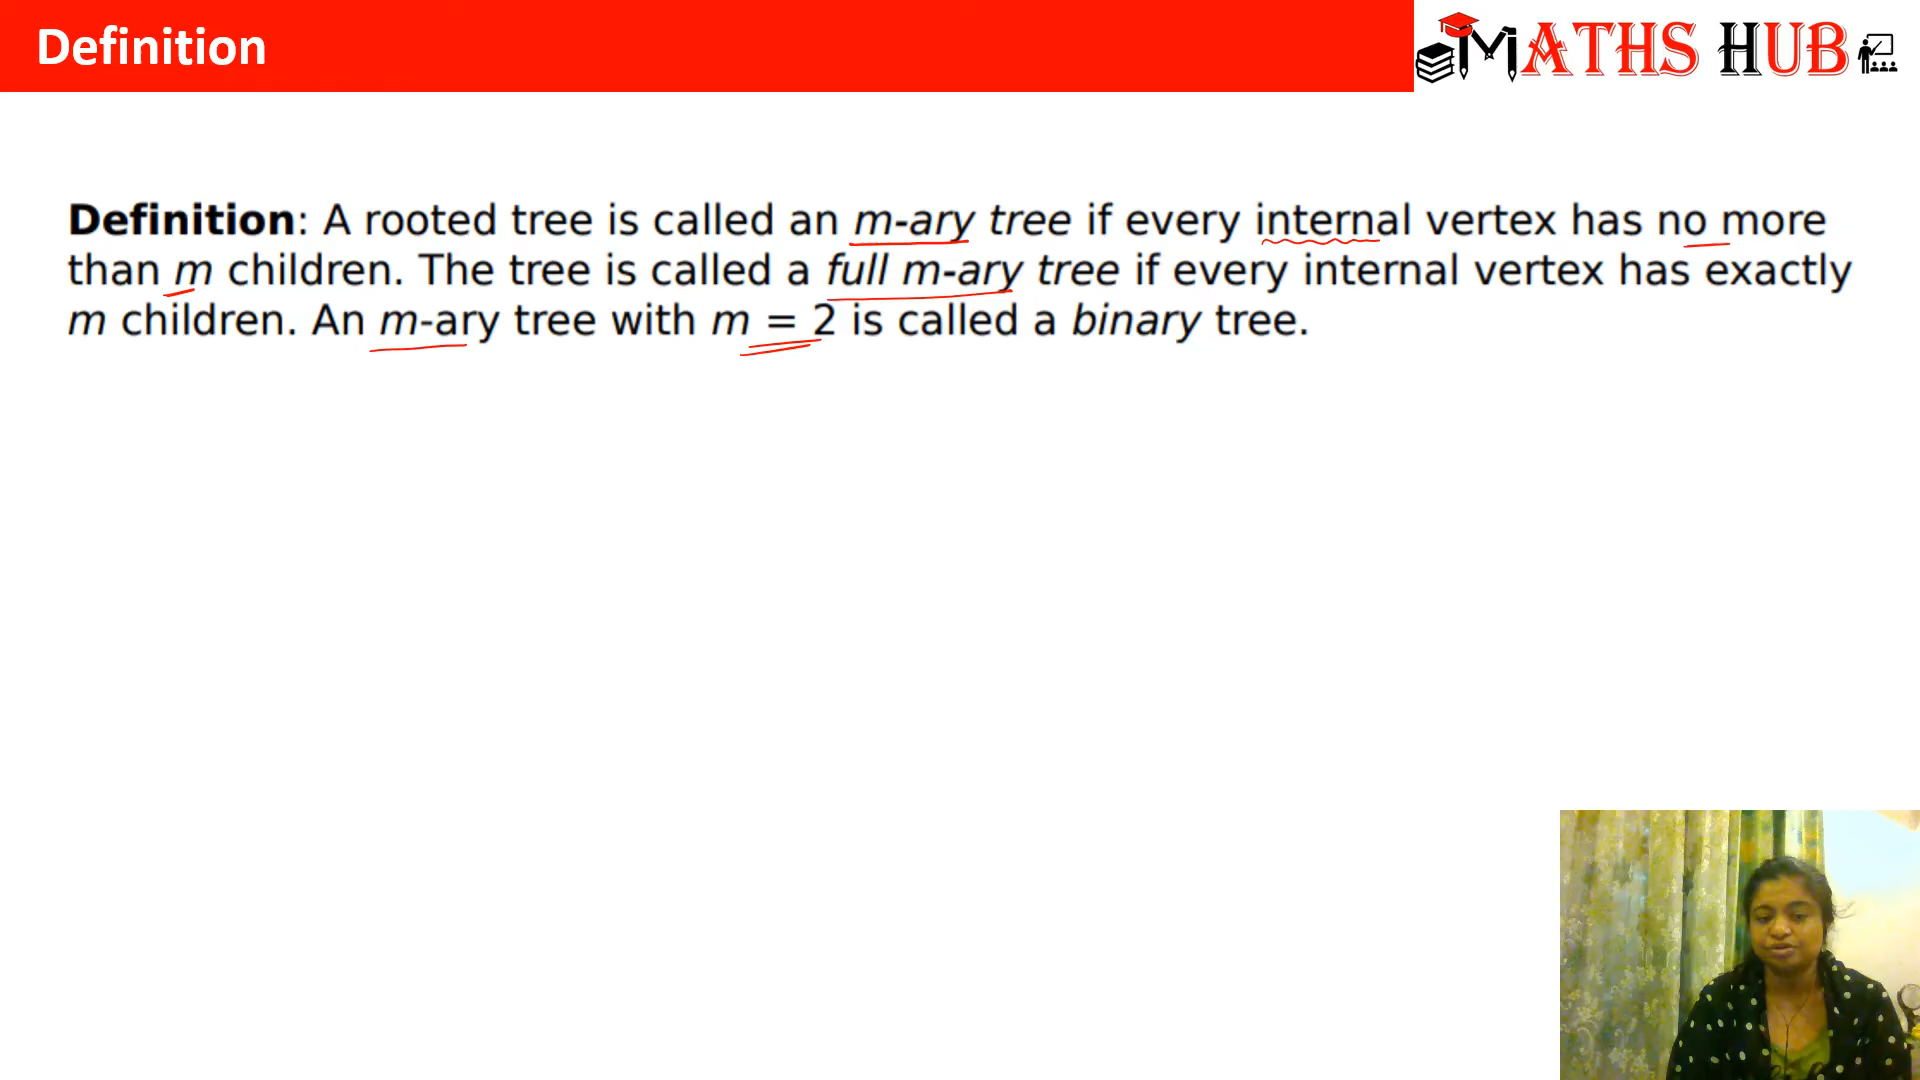 Definition
MATHS HUB
Definition: A rooted tree is called an m-ary tree if every internal vertex has no more
than m children. The tree is called a full m-ary tree if every internal vertex has exactly
m children. An m-ary tree with m = 2 is called a binary tree.